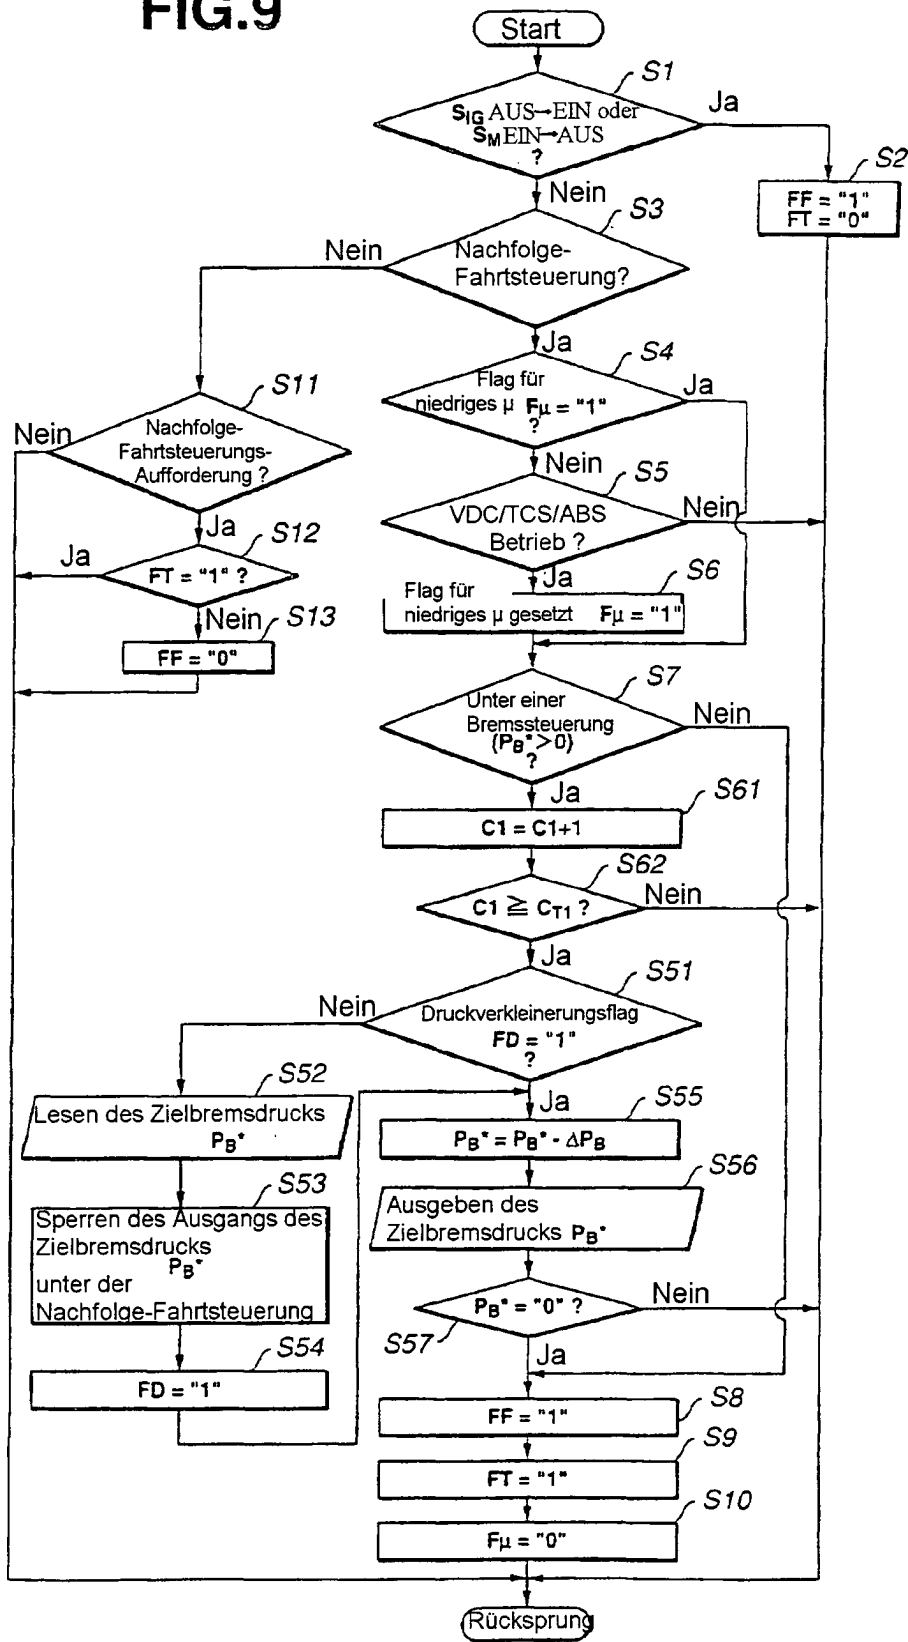 FIG.9
Start
S1
SIG AUS→EIN oder
SM EIN→AUS
?
Ja
Nein
S2
FF = "1"
FT = "0"
S3
Nachfolge-
Fahrtsteuerung?
Nein
Ja
S4
Flag für
niedriges µ Fµ = "1"
?
Ja
Nein
S11
Nachfolge-
Fahrtsteuerungs-
Aufforderung ?
Nein
Ja
S5
VDC/TCS/ABS
Betrieb ?
Nein
Ja
S12
FT = "1" ?
Ja
Nein
S6
Flag für
niedriges µ gesetzt Fµ = "1"
S13
FF = "0"
S7
Unter einer
Bremssteuerung
(PB*>0)
?
Nein
Ja
S61
C1 = C1+1
S62
C1 ≧ CT1 ?
Nein
Ja
S51
Druckverkleinerungsflag
FD = "1"
?
Nein
Ja
S52
Lesen des Zielbremsdrucks
PB*
S53
Sperren des Ausgangs des
Zielbremsdrucks
PB*
unter der
Nachfolge-Fahrtsteuerung
S54
FD = "1"
S55
PB* = PB* - ΔPB
S56
Ausgeben des
Zielbremsdrucks PB*
S57
PB* = "0" ?
Nein
Ja
S8
FF = "1"
S9
FT = "1"
S10
Fµ = "0"
Rücksprung